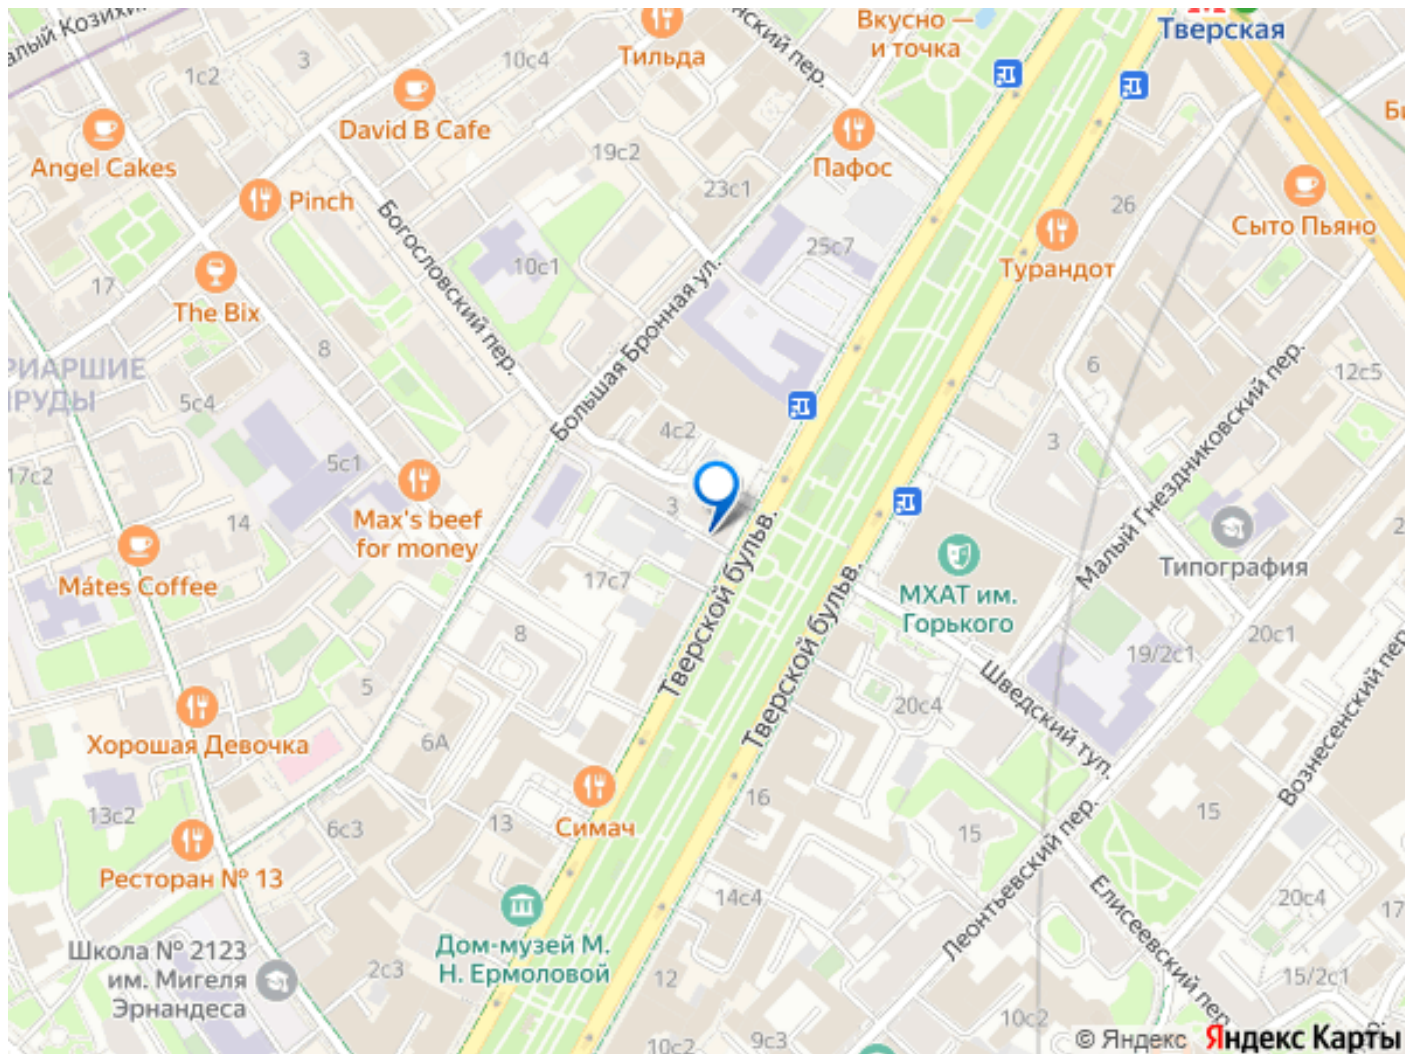 Тверская
Вкусно —
и точка
Тильда
10с4
3
1с2
David B Cafe
Angel Cakes
Пафос
19с2
23с1
Pinch
26
Сыто Пьяно
Турандот
25с7
10с1
Богословский пер.
17
The Bix
8
Большая Бронная ул.
5с4
6
12с5
4с2
3
Малый Гнездниковский пер.
17с2
5с1
14
Max's beef
for money
3
Типография
Mátes Coffee
17с7
МХАТ им.
Горького
Тверской бульв.
Тверской бульв.
8
20с1
19/2с1
5
20с4
Шведский туп.
Хорошая Девочка
6А
16
15
15
13с2
6с3
13
Симач
Ресторан № 13
14с4
20с4
17
Леонтьевский пер.
Елисеевский пер.
Дом-музей М.
Н. Ермоловой
Школа № 2123
им. Мигеля
Эрнандеса
2с3
12
15/2с1
10с2
10с2
9с3
© Яндекс Яндекс Карты